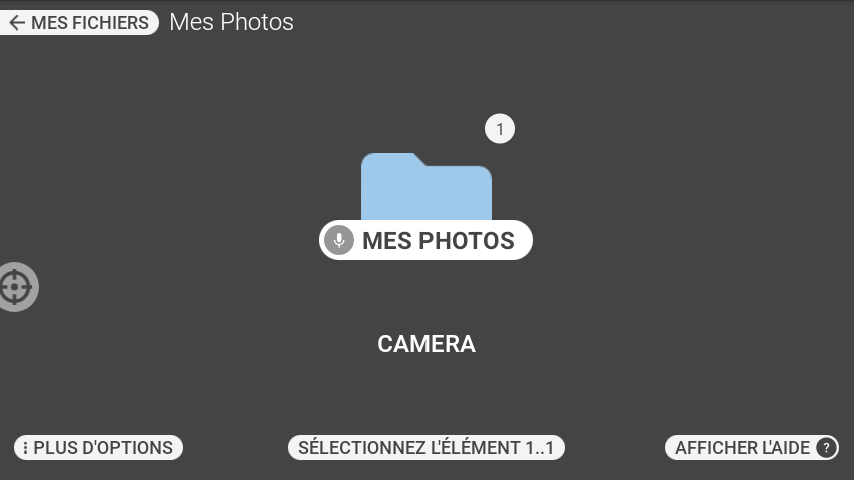 MES FICHIERS Mes Photos
1
MES PHOTOS
CAMERA
PLUS D'OPTIONS SÉLECTIONNEZ L'ÉLÉMENT 1..1 AFFICHER L'AIDE ?